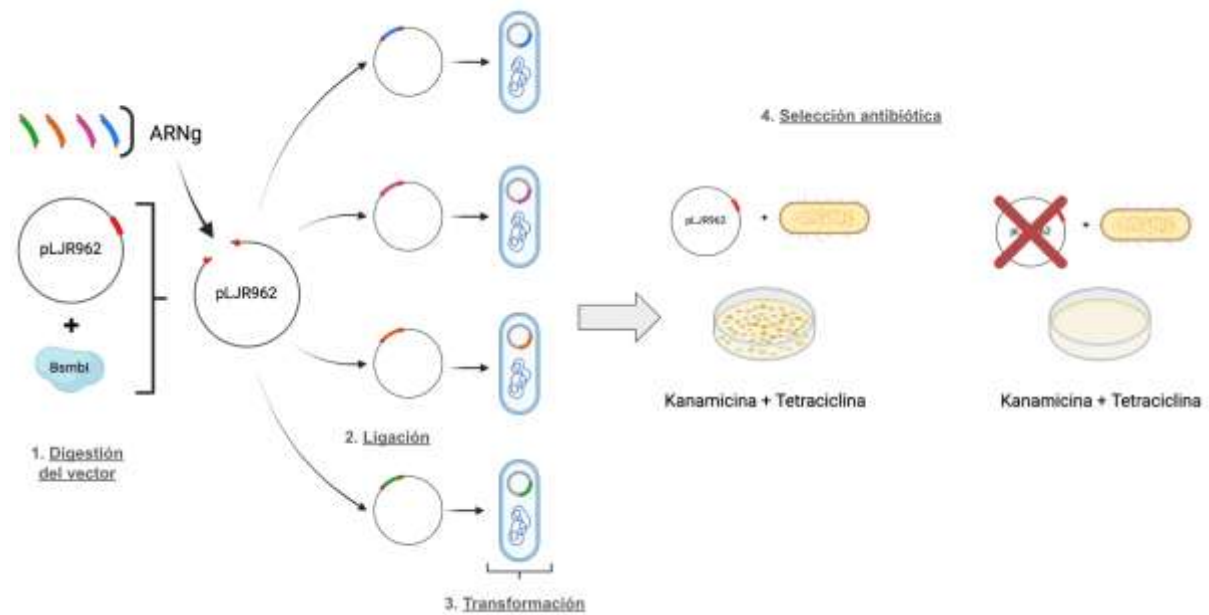 ARNg
pLJR962
+
BsmbI
1. Digestión
del vector
pLJR962
2. Ligación
3. Transformación
4. Selección antibiótica
pLJR962
+
Kanamicina + Tetraciclina
+
Kanamicina + Tetraciclina